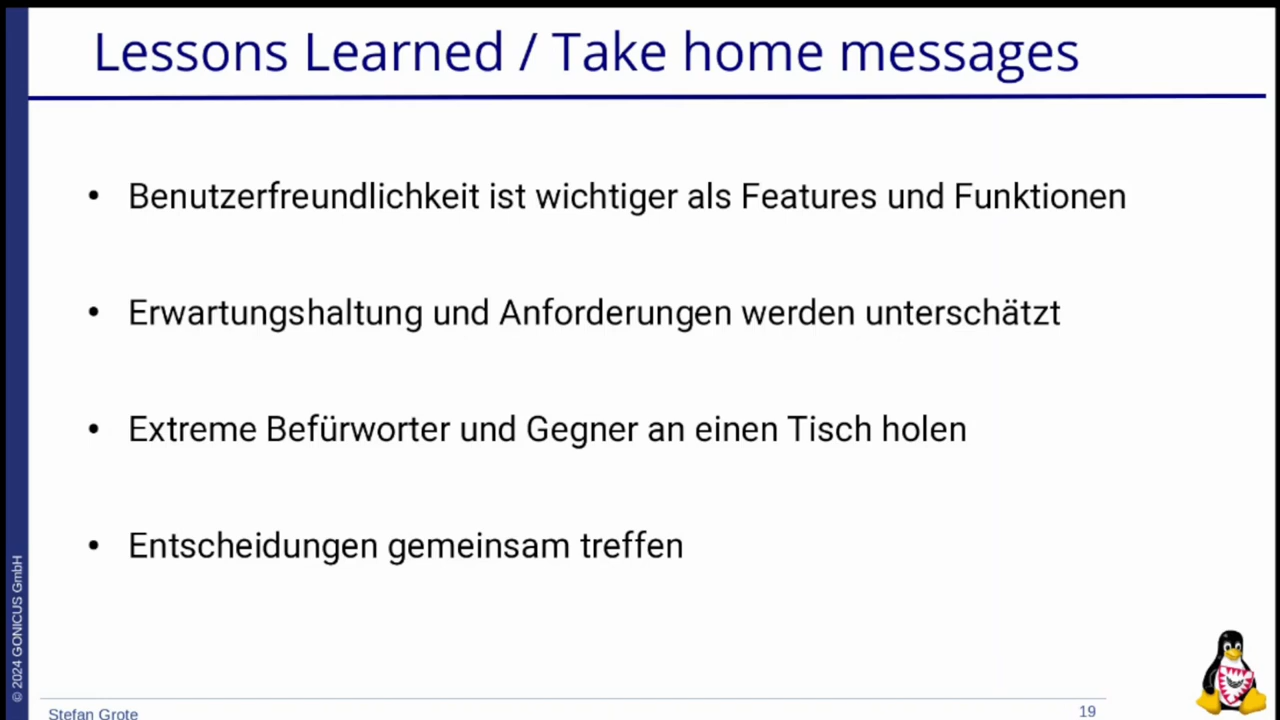 Lessons Learned / Take home messages
• Benutzerfreundlichkeit ist wichtiger als Features und Funktionen
• Erwartungshaltung und Anforderungen werden unterschätzt
• Extreme Befürworter und Gegner an einen Tisch holen
• Entscheidungen gemeinsam treffen
© 2024 GONICUS GmbH
Stefan Grote
19